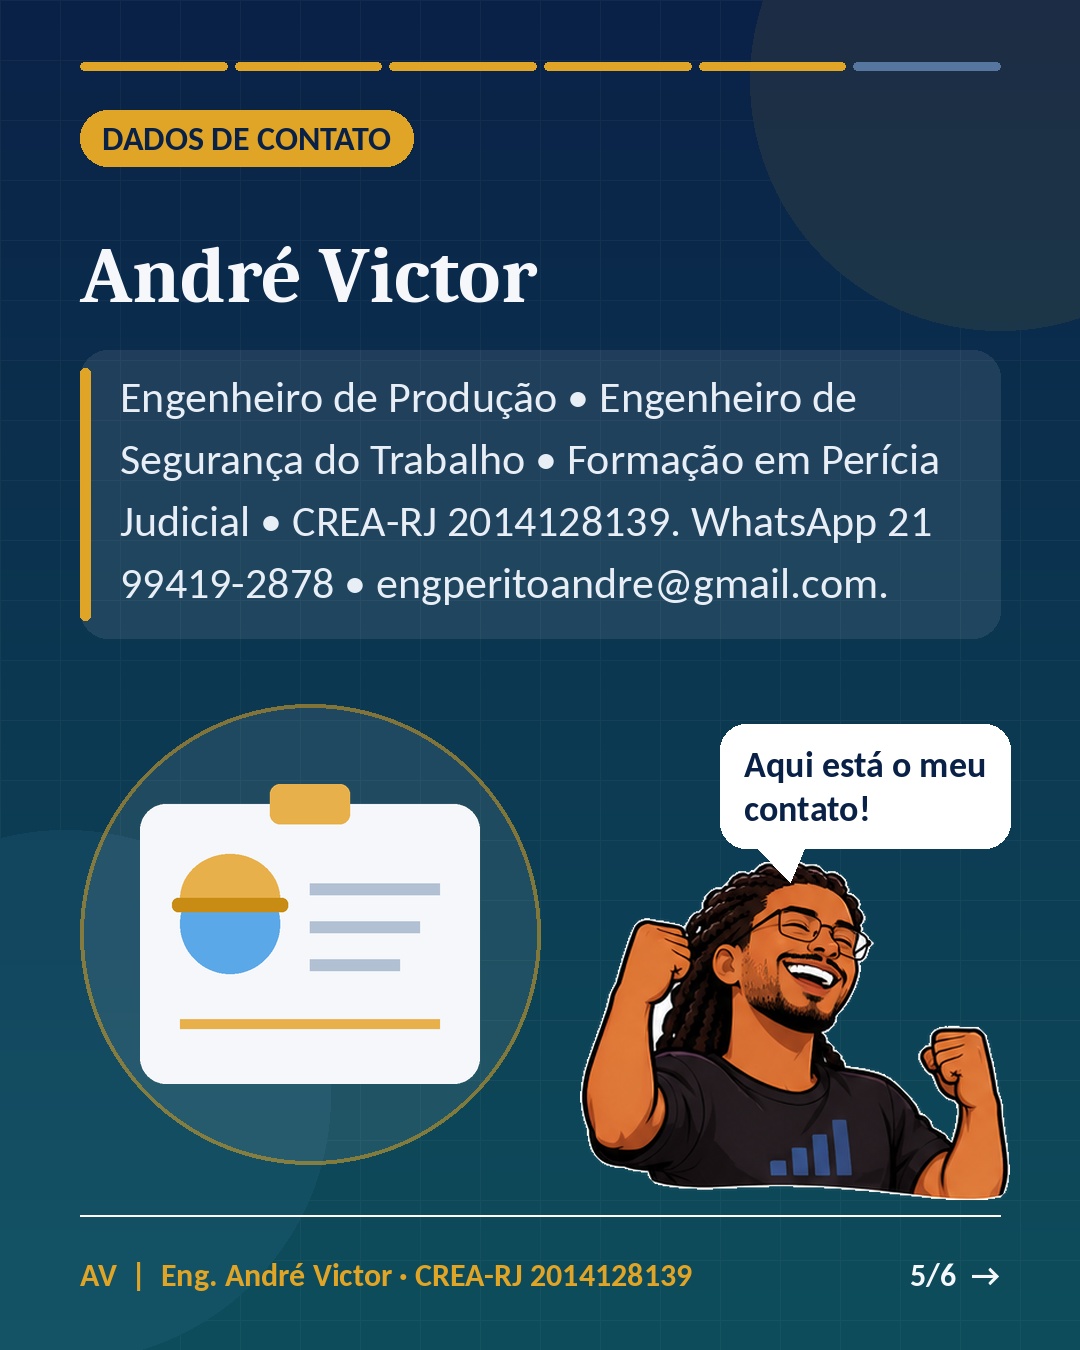 DADOS DE CONTATO
André Victor
Engenheiro de Produção • Engenheiro de
Segurança do Trabalho • Formação em Perícia
Judicial • CREA-RJ 2014128139. WhatsApp 21
99419-2878 • engperitoandre@gmail.com.
Aqui está o meu
contato!
AV | Eng. André Victor · CREA-RJ 2014128139
5/6 →